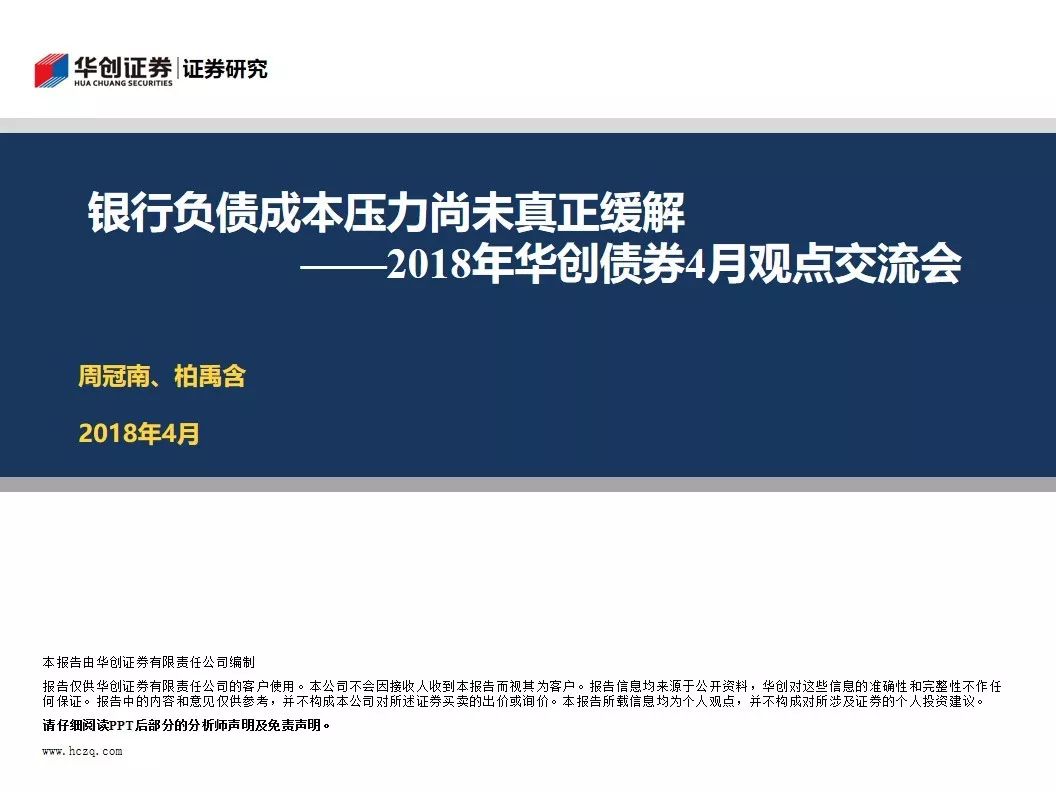 华创证券 证券研究
HUA CHUANG SECURITIES
银行负债成本压力尚未真正缓解
——2018年华创债券4月观点交流会
周冠南、柏禹含
2018年4月
本报告由华创证券有限责任公司编制
报告仅供华创证券有限责任公司的客户使用。本公司不会因接收人收到本报告而视其为客户。报告信息均来源于公开资料，华创对这些信息的准确性和完整性不作任
何保证。报告中的内容和意见仅供参考，并不构成本公司对所述证券买卖的出价或询价。本报告所载信息均为个人观点，并不构成对所涉及证券的个人投资建议。
请仔细阅读PPT后部分的分析师声明及免责声明。
www.hczq.com